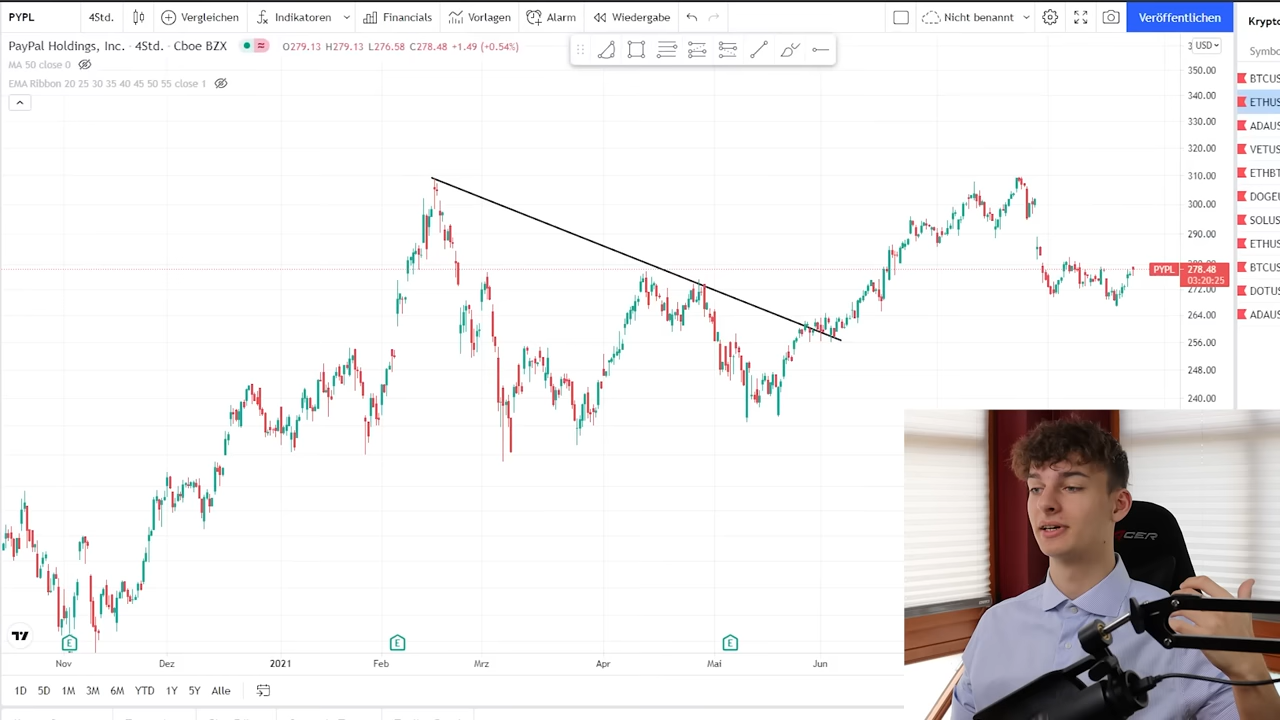 PYPL 4Std. Vergleichen Indikatoren Financials Vorlagen Alarm Wiedergabe Nicht benannt Veröffentlichen
PayPal Holdings, Inc. · 4Std. · Cboe BZX O279.13 H279.13 L276.58 C278.48 +1.49 (+0.54%)
MA 50 close 0
EMA Ribbon 20 25 30 35 40 45 50 55 close 1
USD
350.00
340.00
330.00
320.00
310.00
300.00
290.00
PYPL 278.48
03:20:25
272.00
264.00
256.00
248.00
240.00
Krypto
Symbo
BTCUS
ETHUS
ADAUS
VETUS
ETHBT
DOGEU
SOLUS
ETHUS
BTCUS
DOTUS
ADAUS
E E E
Nov Dez 2021 Feb Mrz Apr Mai Jun
1D 5D 1M 3M 6M YTD 1Y 5Y Alle